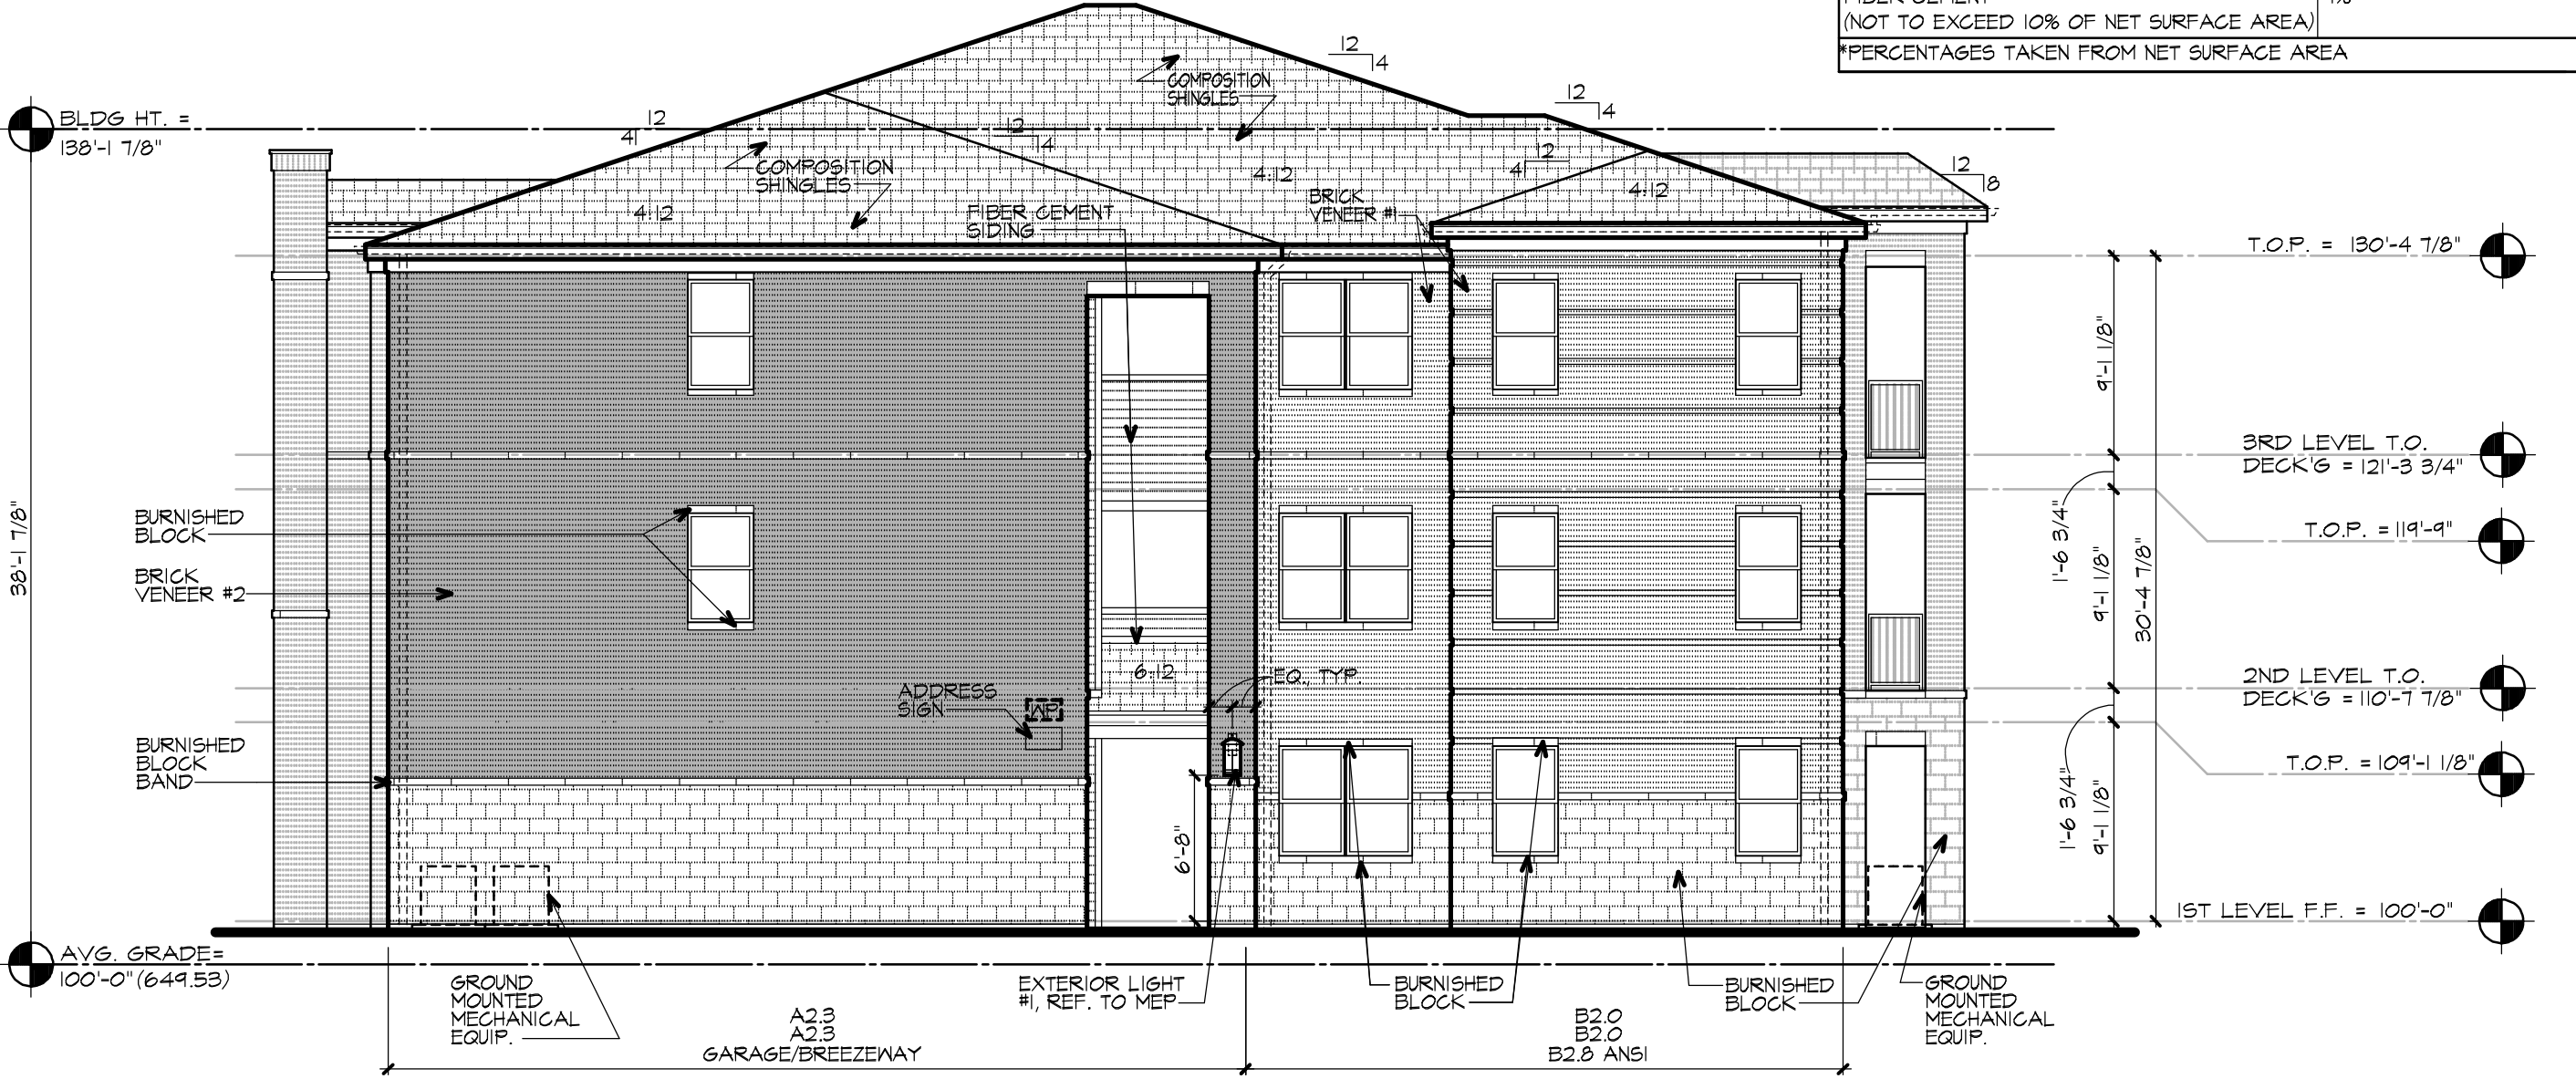 (NOT TO EXCEED 10% OF NET SURFACE AREA)
*PERCENTAGES TAKEN FROM NET SURFACE AREA
12
4
COMPOSITION
SHINGLES
12
4
BLDG HT. =
138'-1 7/8"
12
4
12
4
COMPOSITION
SHINGLES
4:12
12
4
4:12
12
8
BRICK
VENEER #1
4:12
FIBER CEMENT
SIDING
T.O.P. = 130'-4 7/8"
9'-1 1/8"
3RD LEVEL T.O.
DECK'G = 121'-3 3/4"
38'-1 7/8"
BURNISHED
BLOCK
1'-6 3/4"
T.O.P. = 119'-9"
BRICK
VENEER #2
9'-1 1/8"
30'-4 7/8"
6:12
EQ., TYP.
ADDRESS
SIGN
WP
2ND LEVEL T.O.
DECK'G = 110'-7 7/8"
BURNISHED
BLOCK
BAND
T.O.P. = 109'-1 1/8"
1'-6 3/4"
9'-1 1/8"
6'-8"
1ST LEVEL F.F. = 100'-0"
AVG. GRADE=
100'-0" (649.53)
GROUND
MOUNTED
MECHANICAL
EQUIP.
EXTERIOR LIGHT
#1, REF. TO MEP
BURNISHED
BLOCK
BURNISHED
BLOCK
GROUND
MOUNTED
MECHANICAL
EQUIP.
A2.3
A2.3
GARAGE/BREEZEWAY
B2.0
B2.0
B2.8 ANSI